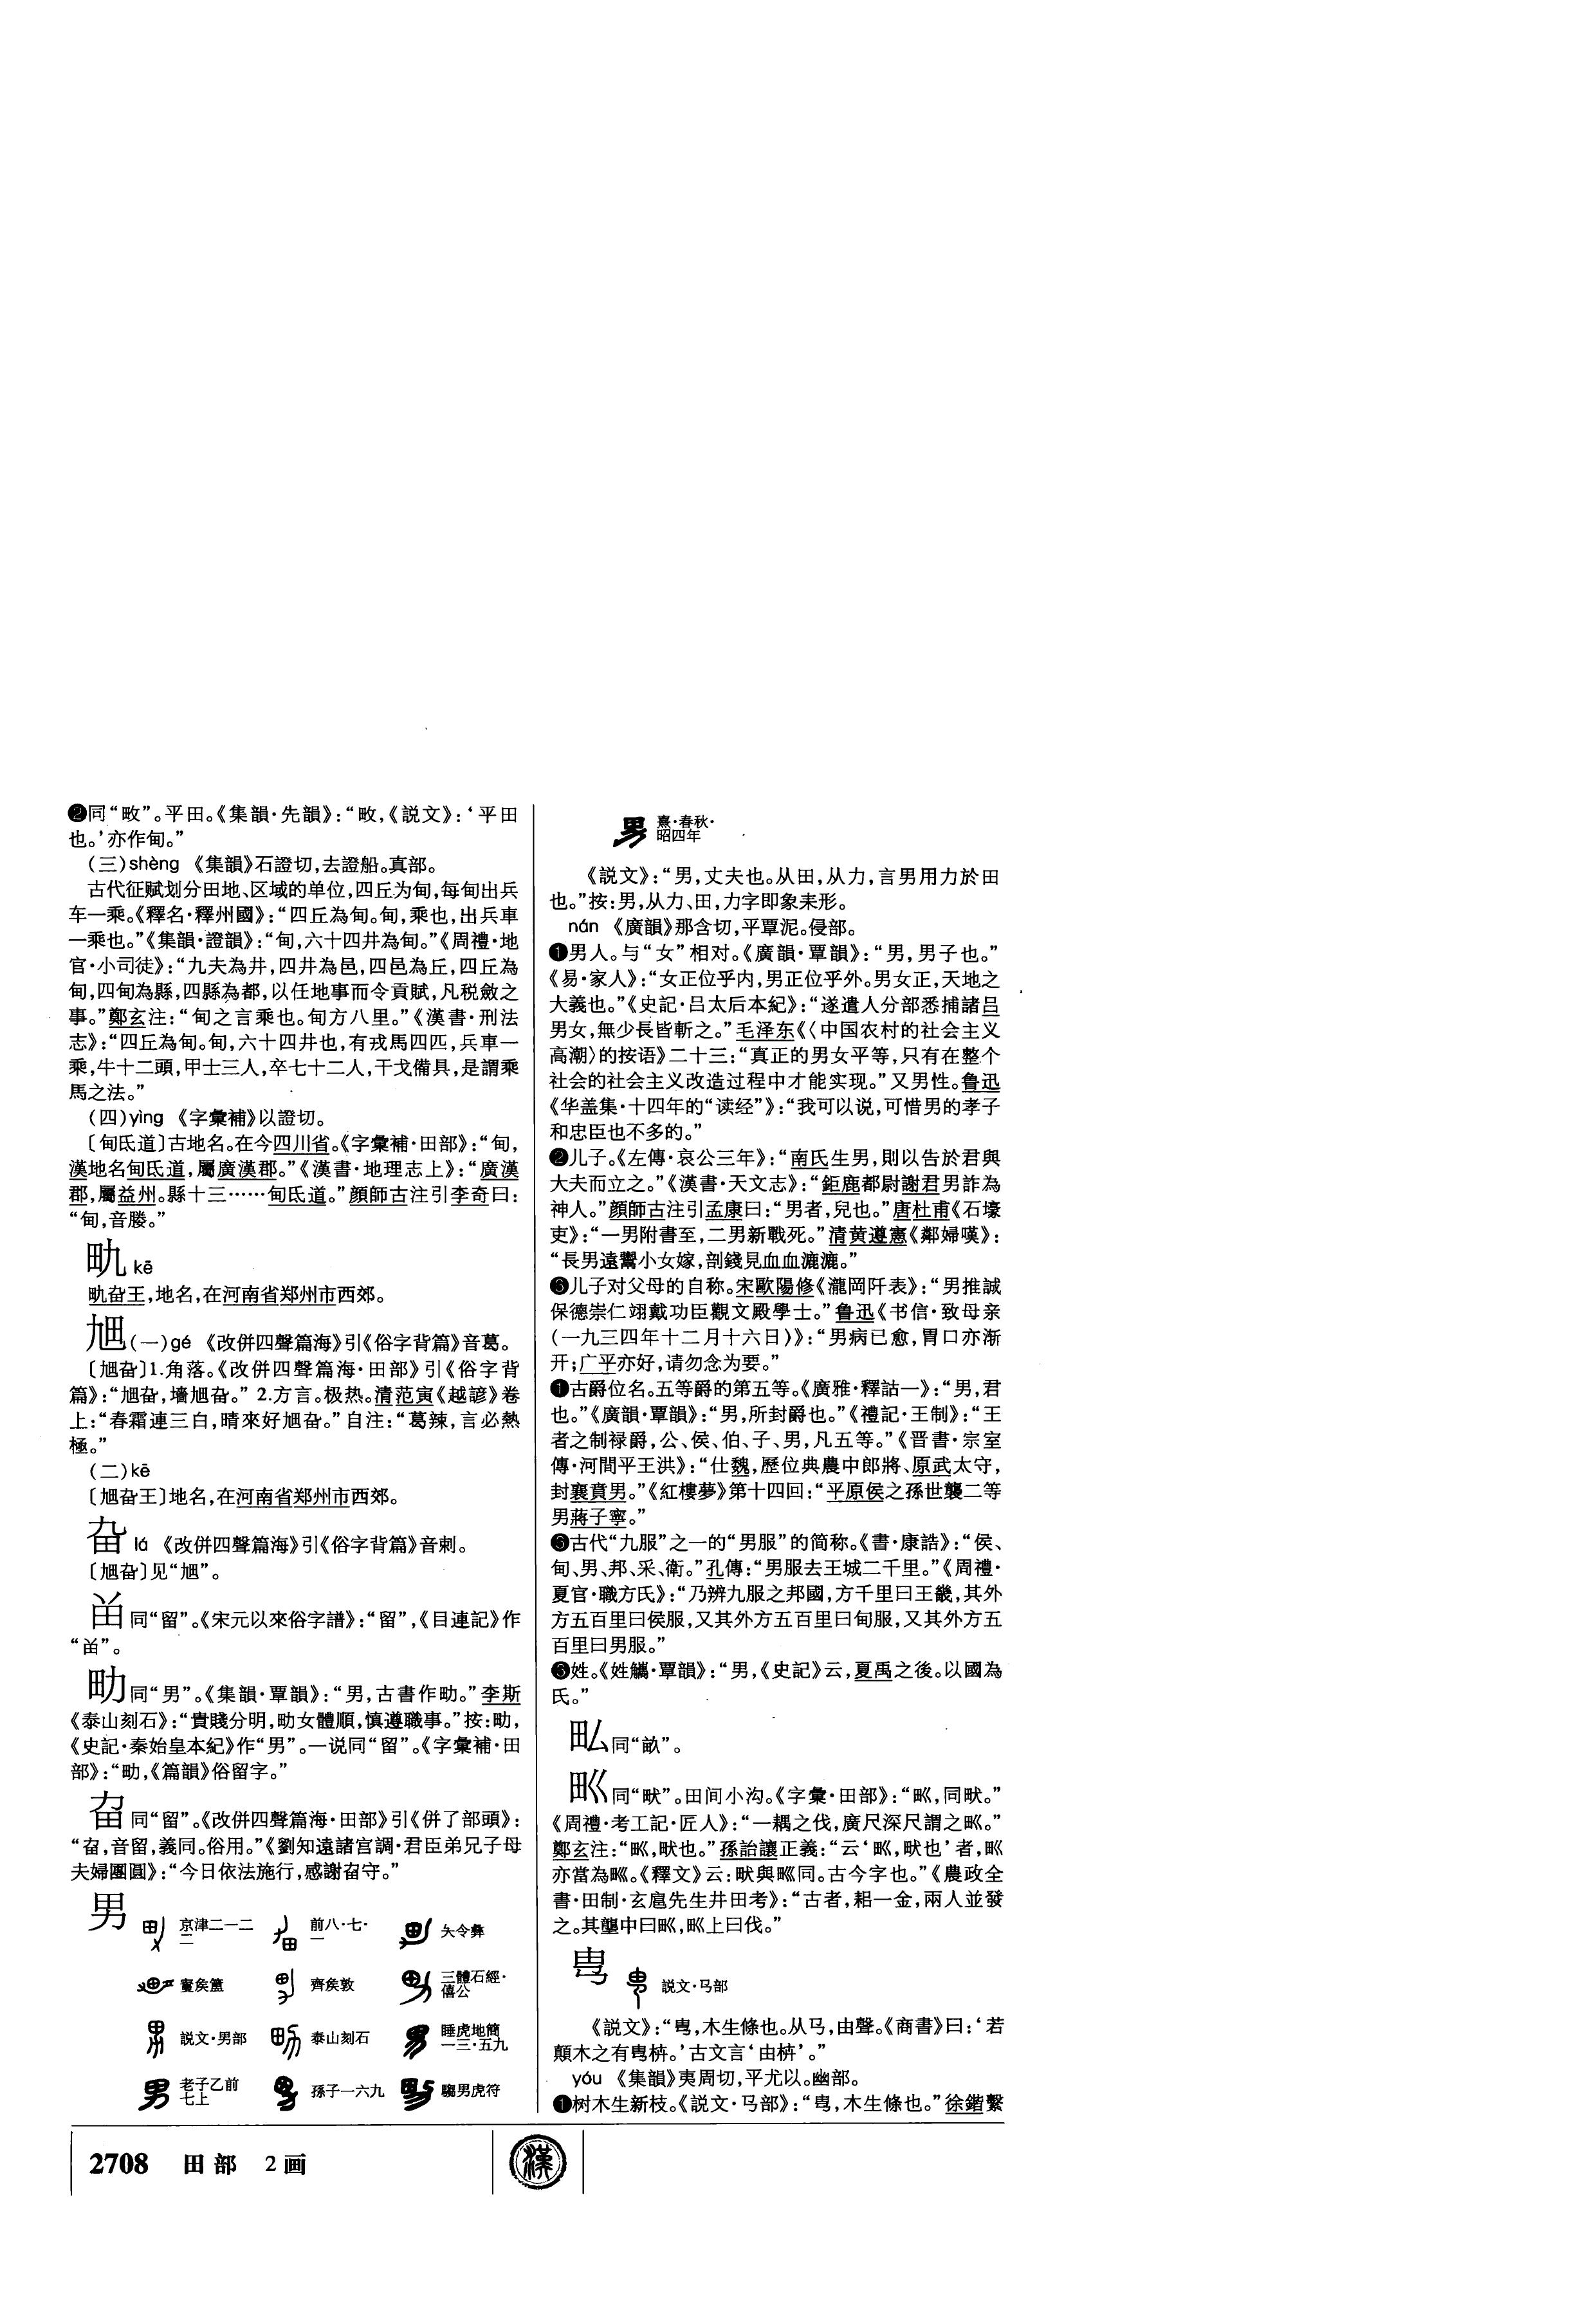 ❷同“畋”。平田。《集韻·先韻》：“畋，《説文》：‘平田
也。’亦作甸。”
（三）shèng 《集韻》石證切，去證船。真部。
古代征赋划分田地、区域的单位，四丘为甸，每甸出兵
车一乘。《釋名·釋州國》：“四丘為甸。甸，乘也，出兵車
一乘也。”《集韻·證韻》：“甸，六十四井為甸。”《周禮·地
官·小司徒》：“九夫為井，四井為邑，四邑為丘，四丘為
甸，四甸為縣，四縣為都，以任地事而令貢賦，凡税斂之
事。”鄭玄注：“甸之言乘也。甸方八里。”《漢書·刑法
志》：“四丘為甸。甸，六十四井也，有戎馬四匹，兵車一
乘，牛十二頭，甲士三人，卒七十二人，干戈備具，是謂乘
馬之法。”
（四）yìng 《字彙補》以證切。
〔甸氐道〕古地名。在今四川省。《字彙補·田部》：“甸，
漢地名甸氐道，屬廣漢郡。”《漢書·地理志上》：“廣漢
郡，屬益州。縣十三……甸氐道。”顔師古注引李奇曰：
“甸，音媵。”
畂 kē
畂旮王，地名，在河南省郑州市西郊。
旭（一）gé 《改併四聲篇海》引《俗字背篇》音葛。
〔旭旮〕1.角落。《改併四聲篇海·田部》引《俗字背
篇》：“旭旮，墻旭旮。” 2.方言。极热。清范寅《越諺》卷
上：“春霜連三白，晴來好旭旮。”自注：“葛辣，言必熱
極。”
（二）kē
〔旭旮王〕地名，在河南省郑州市西郊。
lá 《改併四聲篇海》引《俗字背篇》音剌。
同“留”。《宋元以來俗字譜》：“留”，《目連記》作
畆
同“男”。《集韻·覃韻》：“男，古書作㽖。”李斯
《泰山刻石》：“貴賤分明，㽖女體順，慎遵職事。”按：㽖，
《史記·秦始皇本紀》作“男”。一说同“留”。《字彙補·田
部》：“㽖，《篇韻》俗留字。”
同“留”。《改併四聲篇海·田部》引《併了部頭》：
音留，義同。俗用。”《劉知遠諸宫調·君臣弟兄子母
夫婦團圓》：“今日依法施行，感謝 守。”
男 京津二一二二 前八·七·一 矢令彝
㝨侯簠 齊侯敦 三體石經·僖公
説文·男部 泰山刻石 睡虎地簡一三·五九
老子乙前七上 孫子一六九 騶男虎符
2708 田部 2画
漢
熹·春秋·
昭四年
《説文》：“男，丈夫也。从田，从力，言男用力於田
也。”按：男，从力、田，力字即象耒形。
nán 《廣韻》那含切，平覃泥。侵部。
❶男人。与“女”相对。《廣韻·覃韻》：“男，男子也。”
《易·家人》：“女正位乎内，男正位乎外。男女正，天地之
大義也。”《史記·吕太后本紀》：“遂遣人分部悉捕諸吕
男女，無少長皆斬之。”毛泽东《〈中国农村的社会主义
高潮〉的按语》二十三：“真正的男女平等，只有在整个
社会的社会主义改造过程中才能实现。”又男性。鲁迅
《华盖集·十四年的“读经”》：“我可以说，可惜男的孝子
和忠臣也不多的。”
❷儿子。《左傳·哀公三年》：“南氏生男，則以告於君與
大夫而立之。”《漢書·天文志》：“鉅鹿都尉謝君男詐為
神人。”顔師古注引孟康曰：“男者，兒也。”唐杜甫《石壕
吏》：“一男附書至，二男新戰死。”清黄遵憲《鄰婦嘆》：
“長男遠鬻小女嫁，剖錢見血血漉漉。”
❸儿子对父母的自称。宋歐陽修《瀧岡阡表》：“男推誠
保德崇仁翊戴功臣觀文殿學士。”鲁迅《书信·致母亲
（一九三四年十二月十六日）》：“男病已愈，胃口亦渐
开；广平亦好，请勿念为要。”
❹古爵位名。五等爵的第五等。《廣雅·釋詁一》：“男，君
也。”《廣韻·覃韻》：“男，所封爵也。”《禮記·王制》：“王
者之制禄爵，公、侯、伯、子、男，凡五等。”《晋書·宗室
傳·河間平王洪》：“仕魏，歷位典農中郎將、原武太守，
封襄賁男。”《紅樓夢》第十四回：“平原侯之孫世襲二等
男蔣子寧。”
❺古代“九服”之一的“男服”的简称。《書·康誥》：“侯、
甸、男、邦、采、衛。”孔傳：“男服去王城二千里。”《周禮·
夏官·職方氏》：“乃辨九服之邦國，方千里曰王畿，其外
方五百里曰侯服，又其外方五百里曰甸服，又其外方五
百里曰男服。”
❻姓。《姓觿·覃韻》：“男，《史記》云，夏禹之後。以國為
氏。”
同“畝”。
甽同“畎”。田间小沟。《字彙·田部》：“𤰕，同畎。”
《周禮·考工記·匠人》：“一耦之伐，廣尺深尺謂之𤰕。”
鄭玄注：“𤰕，畎也。”孫詒讓正義：“云‘𤰕，畎也’者，𤰕
亦當為𤰕。《釋文》云：畎與𤰕同。古今字也。”《農政全
書·田制·玄扈先生井田考》：“古者，耜一金，兩人並發
之。其壟中曰𤰕，𤰕上曰伐。”
甹 説文·马部
《説文》：“甹，木生條也。从马，由聲。《商書》曰：‘若
顛木之有甹枿。’古文言‘由枿’。”
yóu 《集韻》夷周切，平尤以。幽部。
❶树木生新枝。《説文·马部》：“甹，木生條也。”徐鍇繫